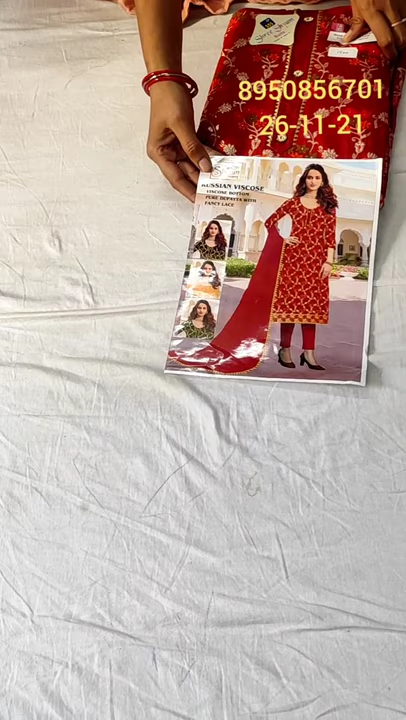 8950856701
26-11-21
RUSSIAN VISCOSE
VISCOSE BOTTOM
PURE DUPATTA WITH
FANCY LACE